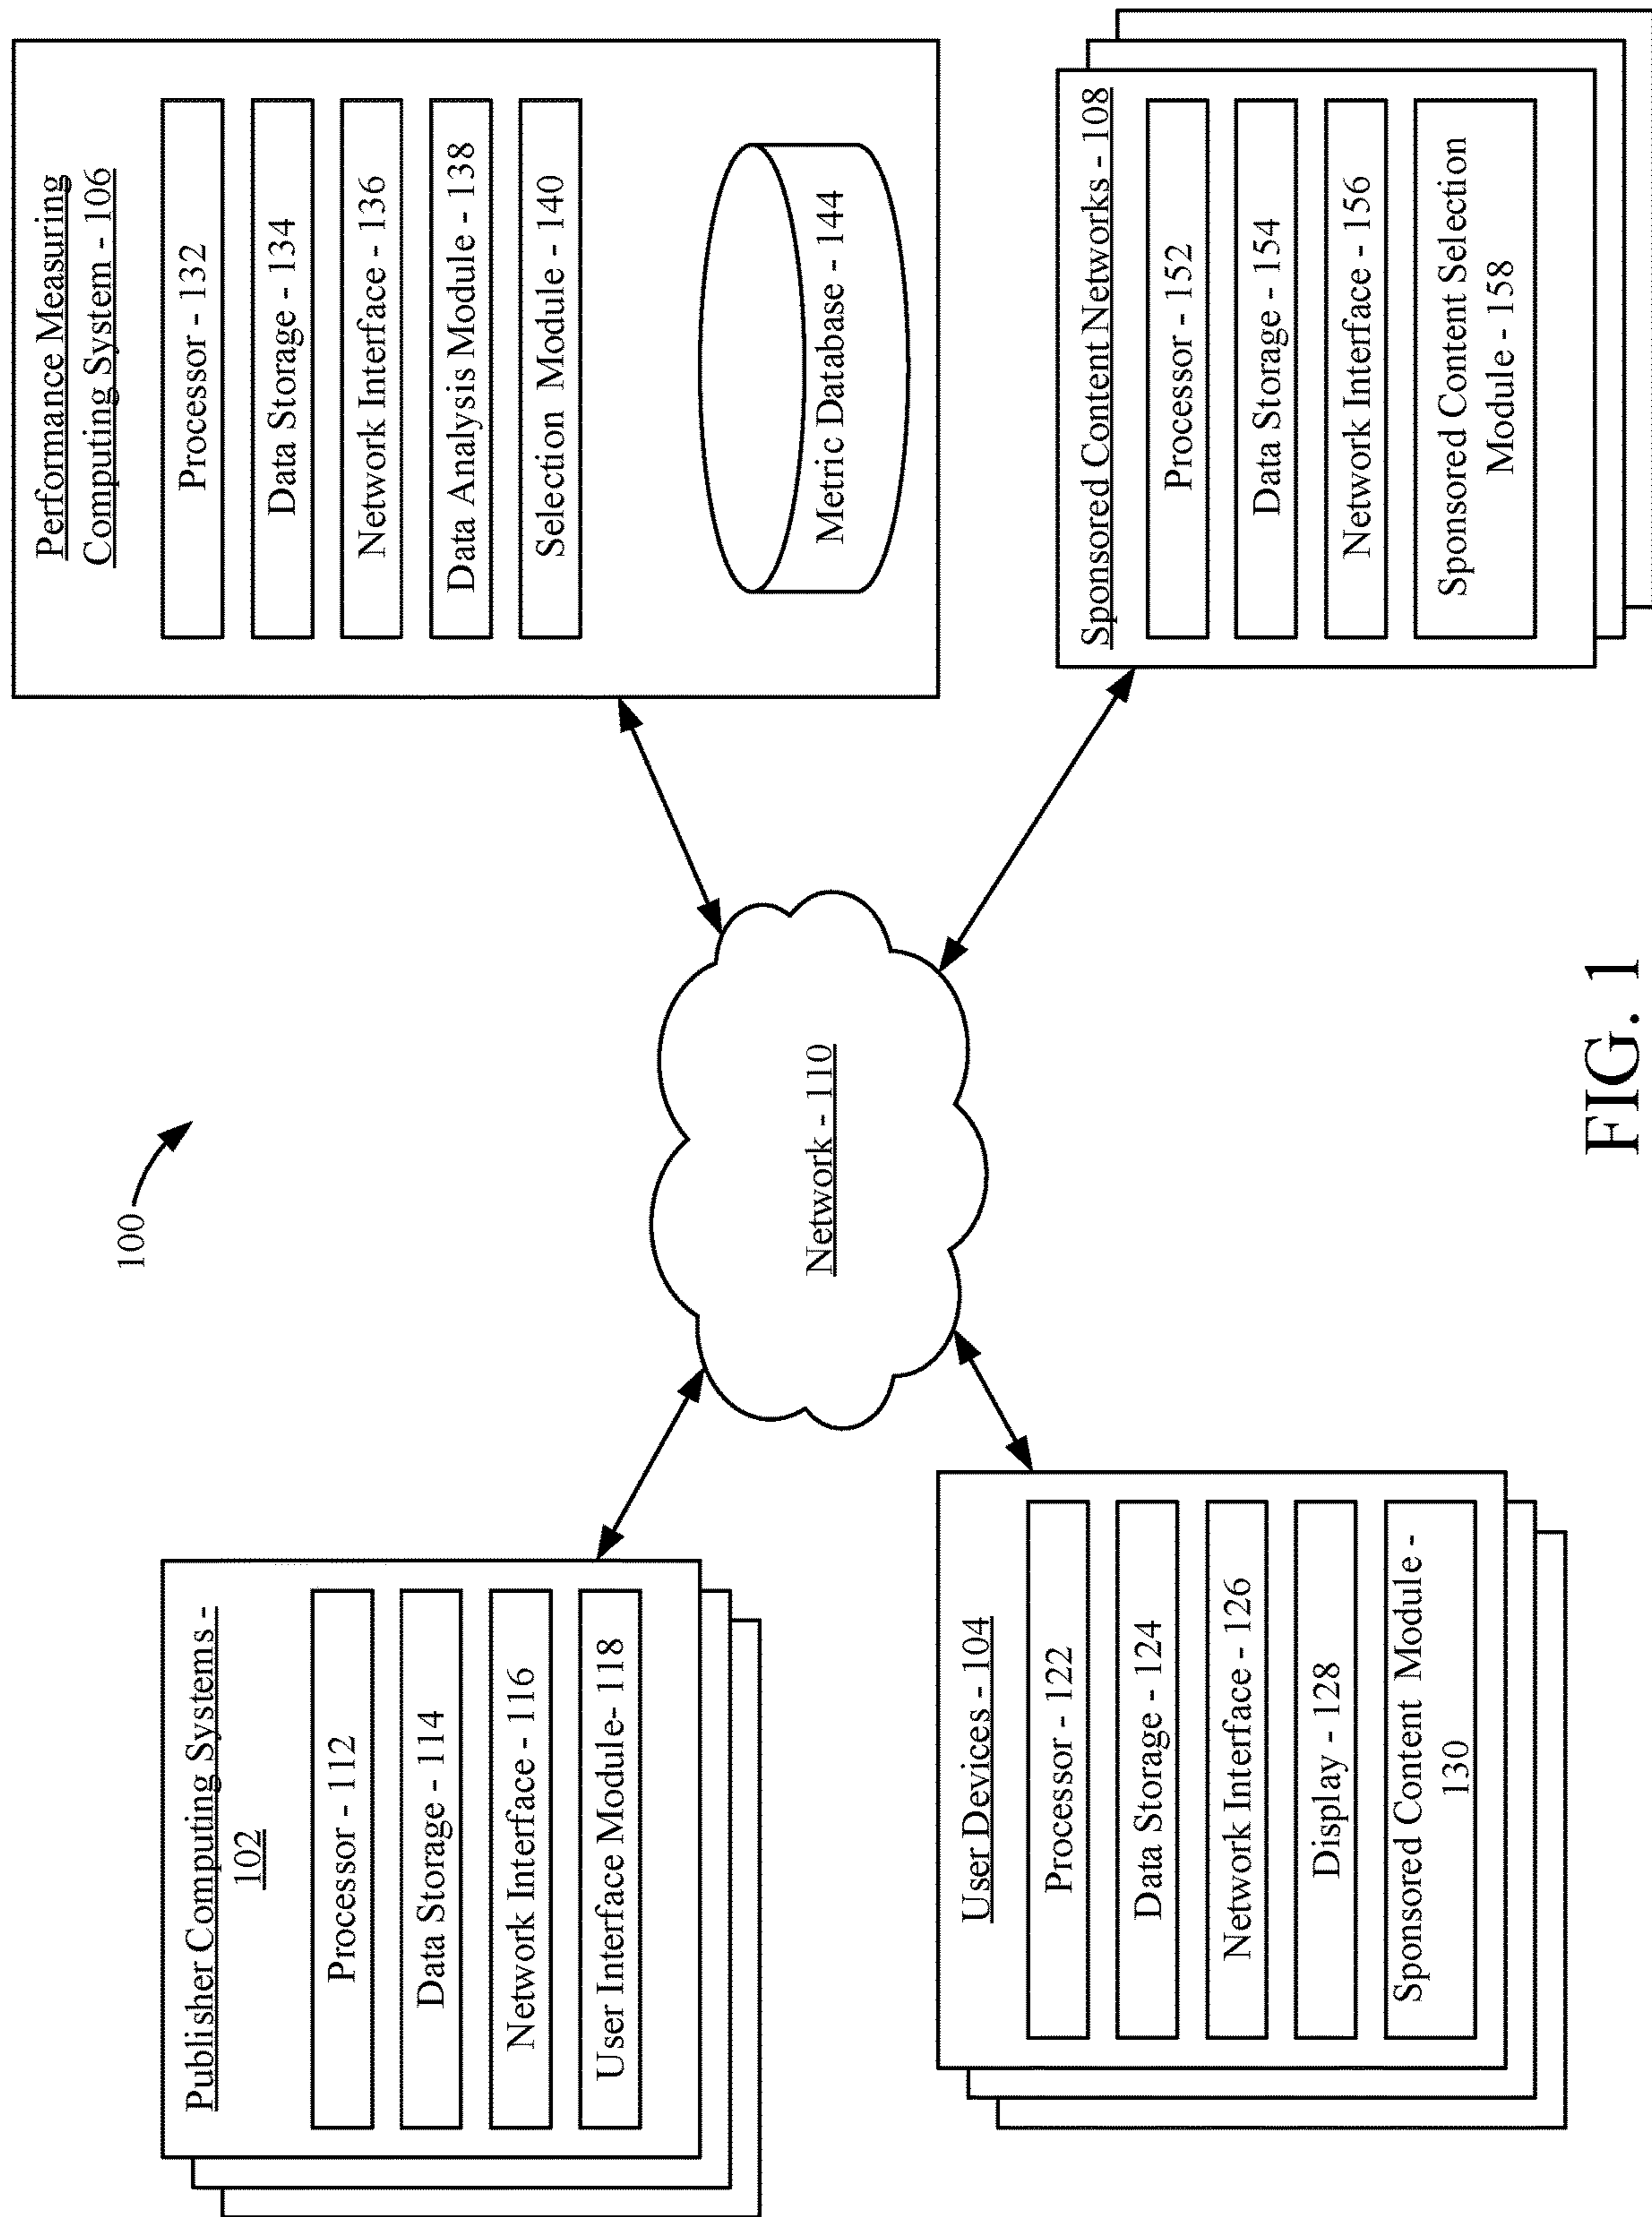 100
Publisher Computing Systems -
102
Processor - 112
Data Storage - 114
Network Interface - 116
User Interface Module- 118
Performance Measuring
Computing System - 106
Processor - 132
Data Storage - 134
Network Interface - 136
Data Analysis Module - 138
Selection Module - 140
Metric Database - 144
Network - 110
User Devices - 104
Processor - 122
Data Storage - 124
Network Interface - 126
Display - 128
Sponsored Content Module -
130
Sponsored Content Networks - 108
Processor - 152
Data Storage - 154
Network Interface - 156
Sponsored Content Selection
Module - 158
FIG. 1